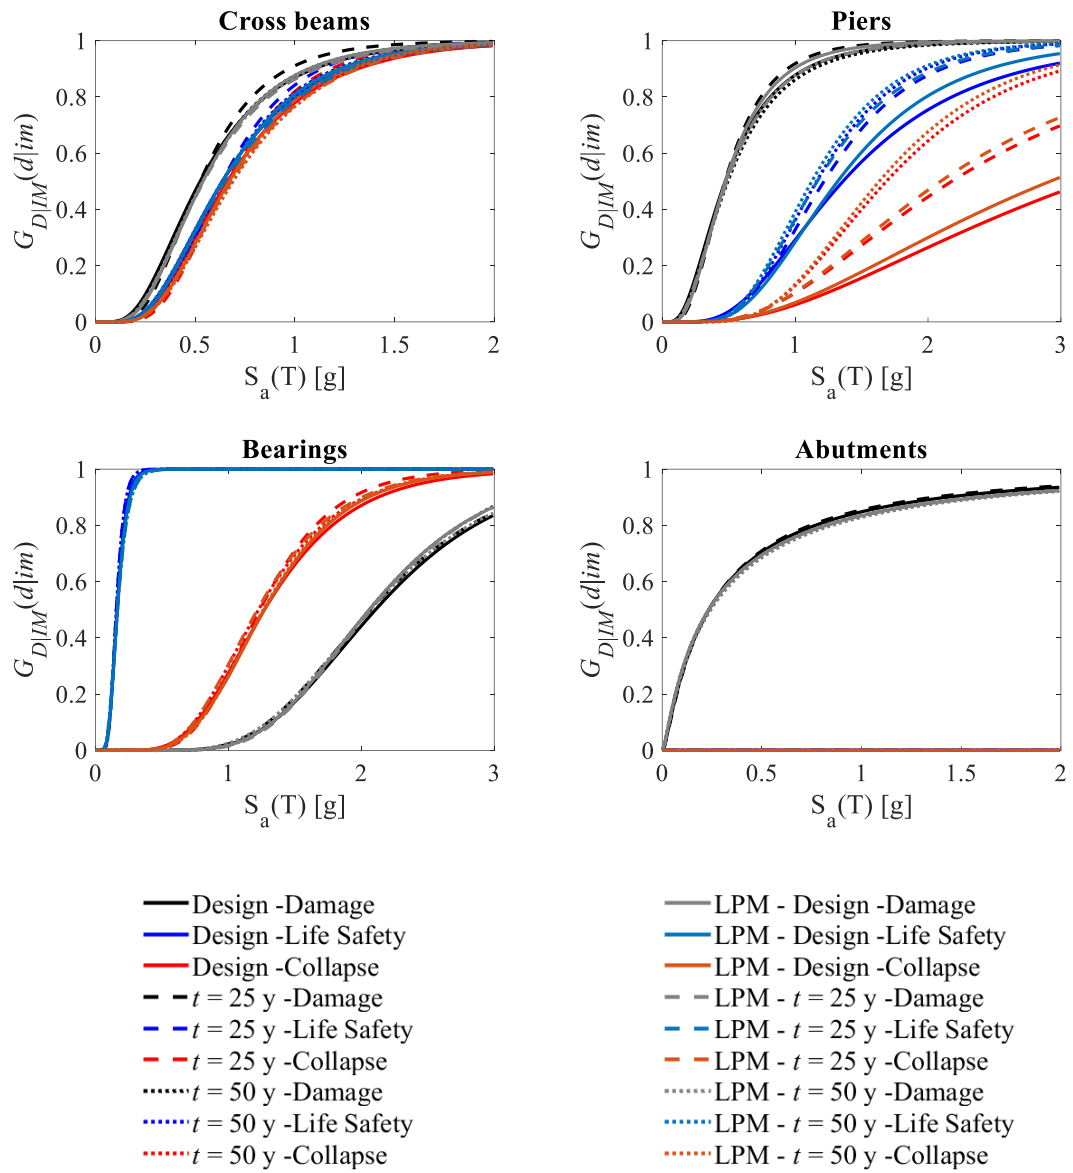 Cross beams
1
0.8
0.6
0.4
0.2
0
G_{D|IM}(d|im)
0 0.5 1 1.5 2
S_a(T) [g]
Piers
1
0.8
0.6
0.4
0.2
0
G_{D|IM}(d|im)
0 1 2 3
S_a(T) [g]
Bearings
1
0.8
0.6
0.4
0.2
0
G_{D|IM}(d|im)
0 1 2 3
S_a(T) [g]
Abutments
1
0.8
0.6
0.4
0.2
0
G_{D|IM}(d|im)
0 0.5 1 1.5 2
S_a(T) [g]
Design -Damage
Design -Life Safety
Design -Collapse
t = 25 y -Damage
t = 25 y -Life Safety
t = 25 y -Collapse
t = 50 y -Damage
t = 50 y -Life Safety
t = 50 y -Collapse
LPM - Design -Damage
LPM - Design -Life Safety
LPM - Design -Collapse
LPM - t = 25 y -Damage
LPM - t = 25 y -Life Safety
LPM - t = 25 y -Collapse
LPM - t = 50 y -Damage
LPM - t = 50 y -Life Safety
LPM - t = 50 y -Collapse